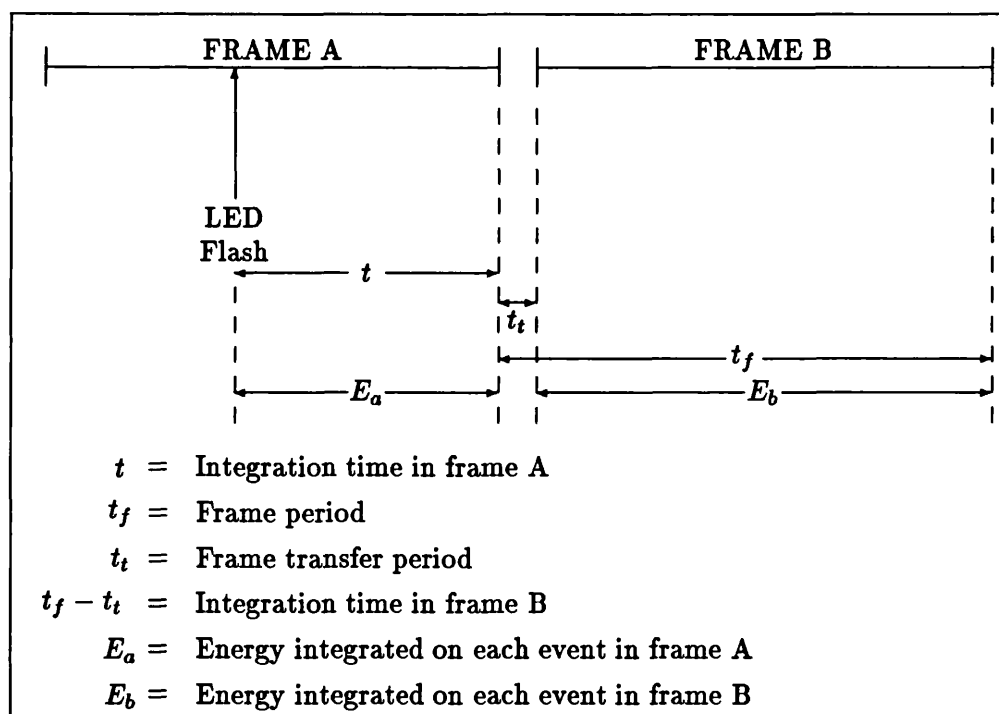 FRAME A
FRAME B
LED
Flash
t
t_t
t_f
E_a
E_b
t = Integration time in frame A
t_f = Frame period
t_t = Frame transfer period
t_f − t_t = Integration time in frame B
E_a = Energy integrated on each event in frame A
E_b = Energy integrated on each event in frame B